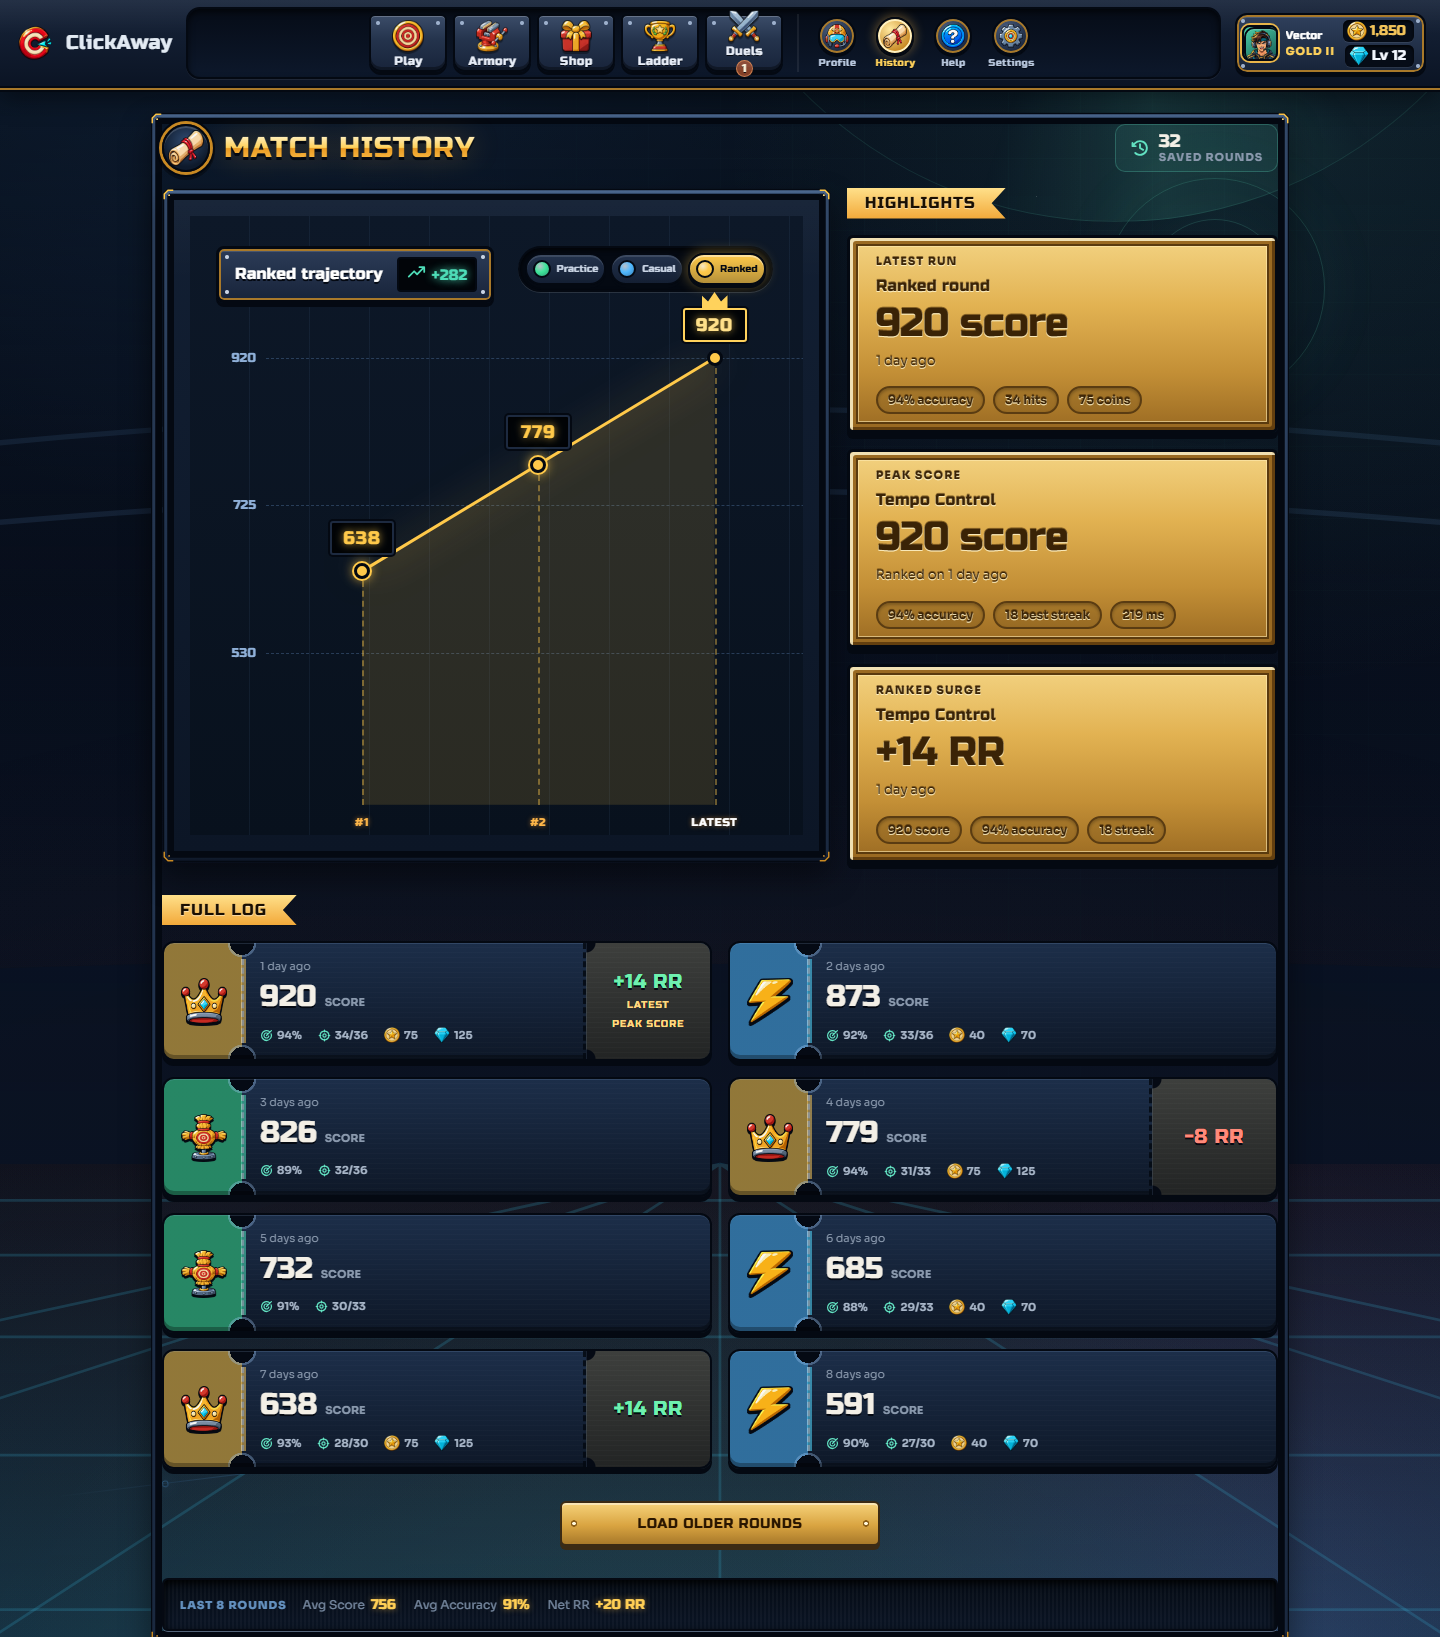 ClickAway
Play
Armory
Shop
Ladder
Duels
1
Profile
History
Help
Settings
Vector
GOLD II
1,850
Lv 12
MATCH HISTORY
32
SAVED ROUNDS
Ranked trajectory
+282
Practice
Casual
Ranked
920
779
638
920
725
530
#1
#2
LATEST
HIGHLIGHTS
LATEST RUN
Ranked round
920 score
1 day ago
94% accuracy
34 hits
75 coins
PEAK SCORE
Tempo Control
920 score
Ranked on 1 day ago
94% accuracy
18 best streak
219 ms
RANKED SURGE
Tempo Control
+14 RR
1 day ago
920 score
94% accuracy
18 streak
FULL LOG
1 day ago
920 SCORE
94% 34/36 75 125
+14 RR
LATEST
PEAK SCORE
2 days ago
873 SCORE
92% 33/36 40 70
3 days ago
826 SCORE
89% 32/36
4 days ago
779 SCORE
94% 31/33 75 125
-8 RR
5 days ago
732 SCORE
91% 30/33
6 days ago
685 SCORE
88% 29/33 40 70
7 days ago
638 SCORE
93% 28/30 75 125
+14 RR
8 days ago
591 SCORE
90% 27/30 40 70
LOAD OLDER ROUNDS
LAST 8 ROUNDS Avg Score 756 Avg Accuracy 91% Net RR +20 RR